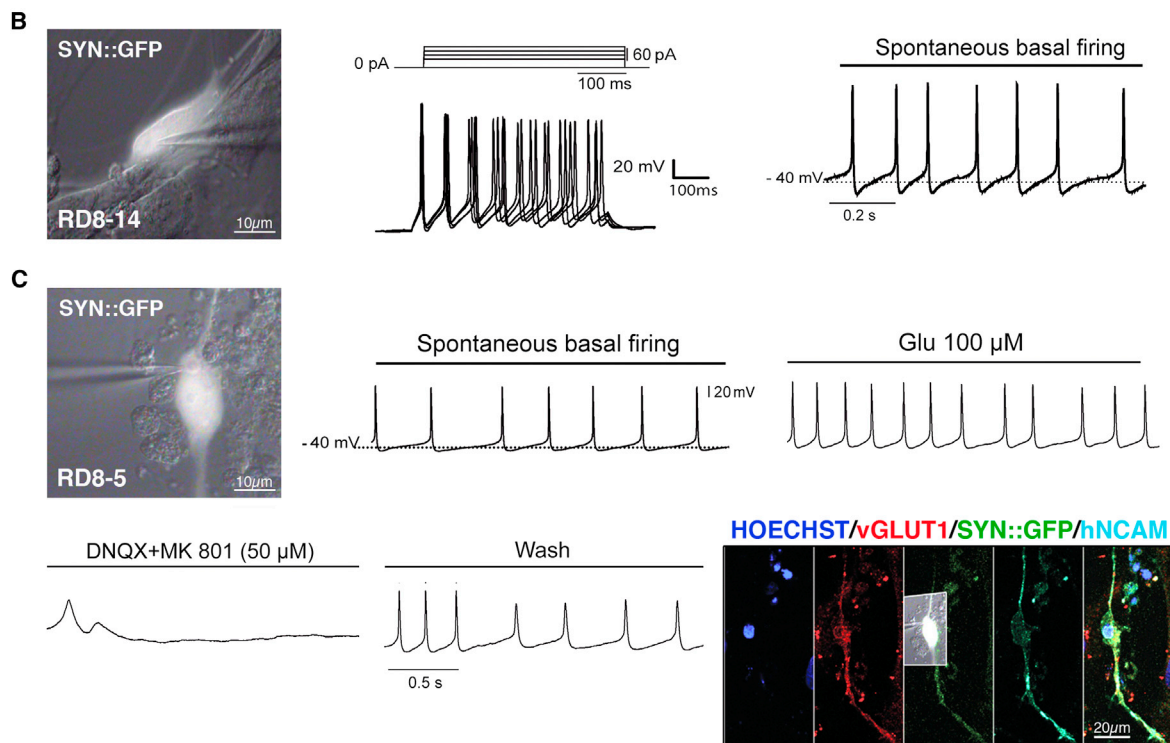 B
SYN::GFP
RD8-14
10µm
0 pA
60 pA
100 ms
20 mV
100ms
Spontaneous basal firing
- 40 mV
0.2 s
C
SYN::GFP
RD8-5
10µm
Spontaneous basal firing
20 mV
- 40 mV
Glu 100 µM
DNQX+MK 801 (50 µM)
Wash
0.5 s
HOECHST/vGLUT1/SYN::GFP/hNCAM
20µm